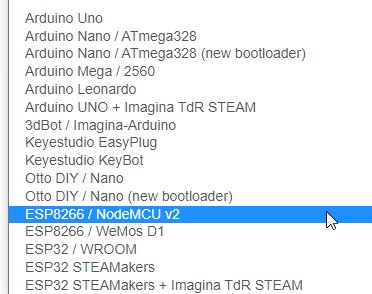 Arduino Uno
Arduino Nano / ATmega328
Arduino Nano / ATmega328 (new bootloader)
Arduino Mega / 2560
Arduino Leonardo
Arduino UNO + Imagina TdR STEAM
3dBot / Imagina-Arduino
Keyestudio EasyPlug
Keyestudio KeyBot
Otto DIY / Nano
Otto DIY / Nano (new bootloader)
ESP8266 / NodeMCU v2
ESP8266 / WeMos D1
ESP32 / WROOM
ESP32 STEAMakers
ESP32 STEAMakers + Imagina TdR STEAM